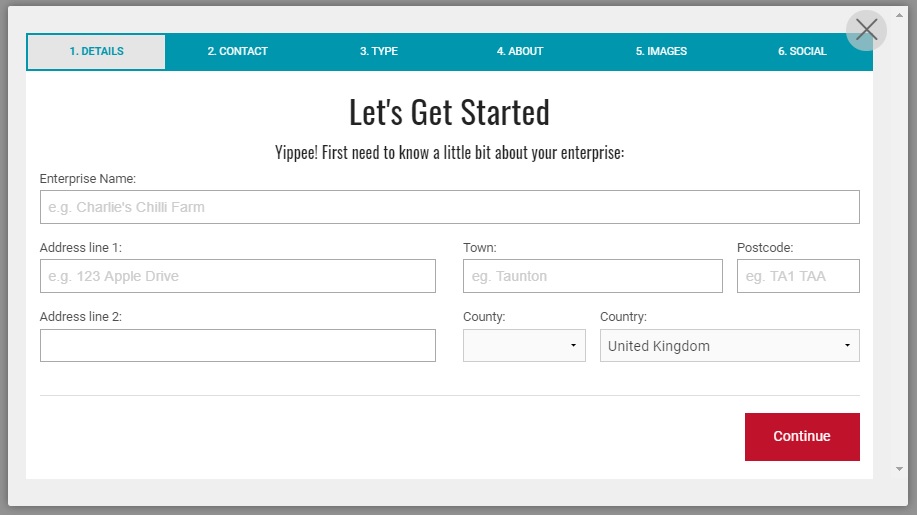 1. DETAILS 2. CONTACT 3. TYPE 4. ABOUT 5. IMAGES 6. SOCIAL
Let's Get Started
Yippee! First need to know a little bit about your enterprise:
Enterprise Name:
e.g. Charlie's Chilli Farm
Address line 1: Town: Postcode:
e.g. 123 Apple Drive eg. Taunton eg. TA1 TAA
Address line 2: County: Country:
United Kingdom
Continue